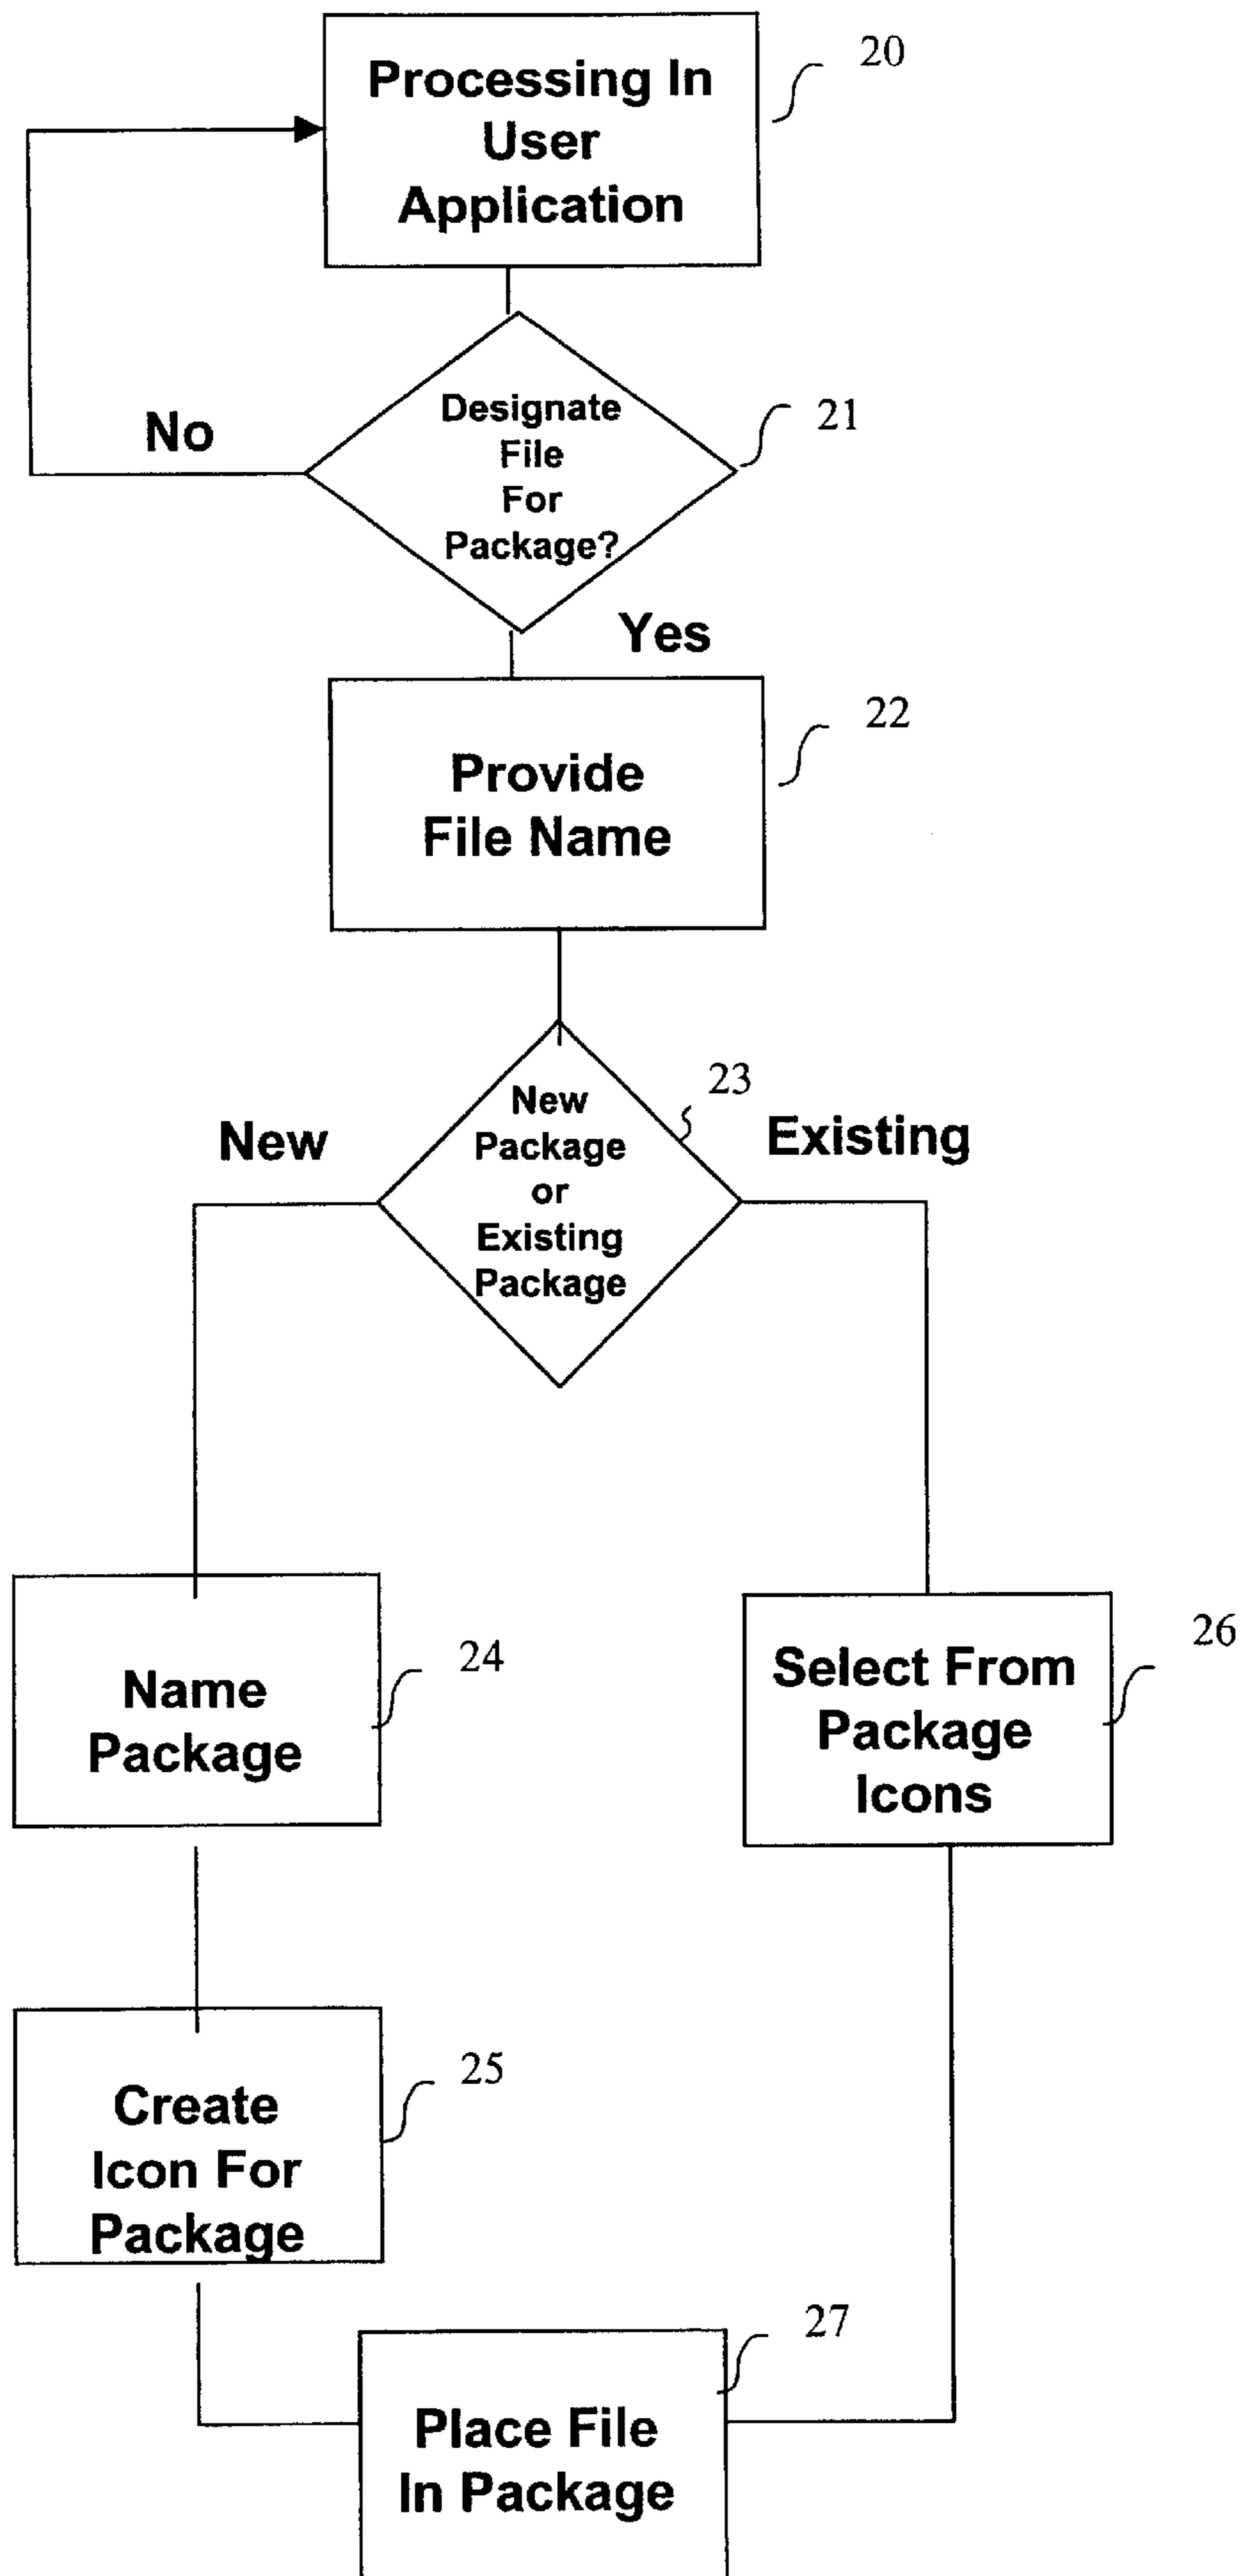 Processing In
User
Application
20
Designate
File
For
Package?
21
No
Yes
Provide
File Name
22
New
Package
or
Existing
Package
23
New
Existing
Name
Package
24
Select From
Package
Icons
26
Create
Icon For
Package
25
Place File
In Package
27